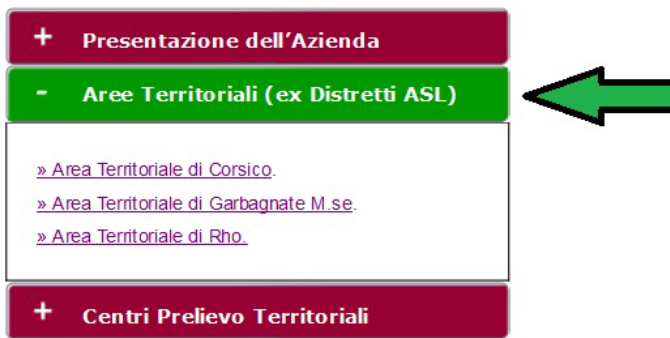 + Presentazione dell'Azienda
- Aree Territoriali (ex Distretti ASL)
» Area Territoriale di Corsico.
» Area Territoriale di Garbagnate M.se.
» Area Territoriale di Rho.
+ Centri Prelievo Territoriali